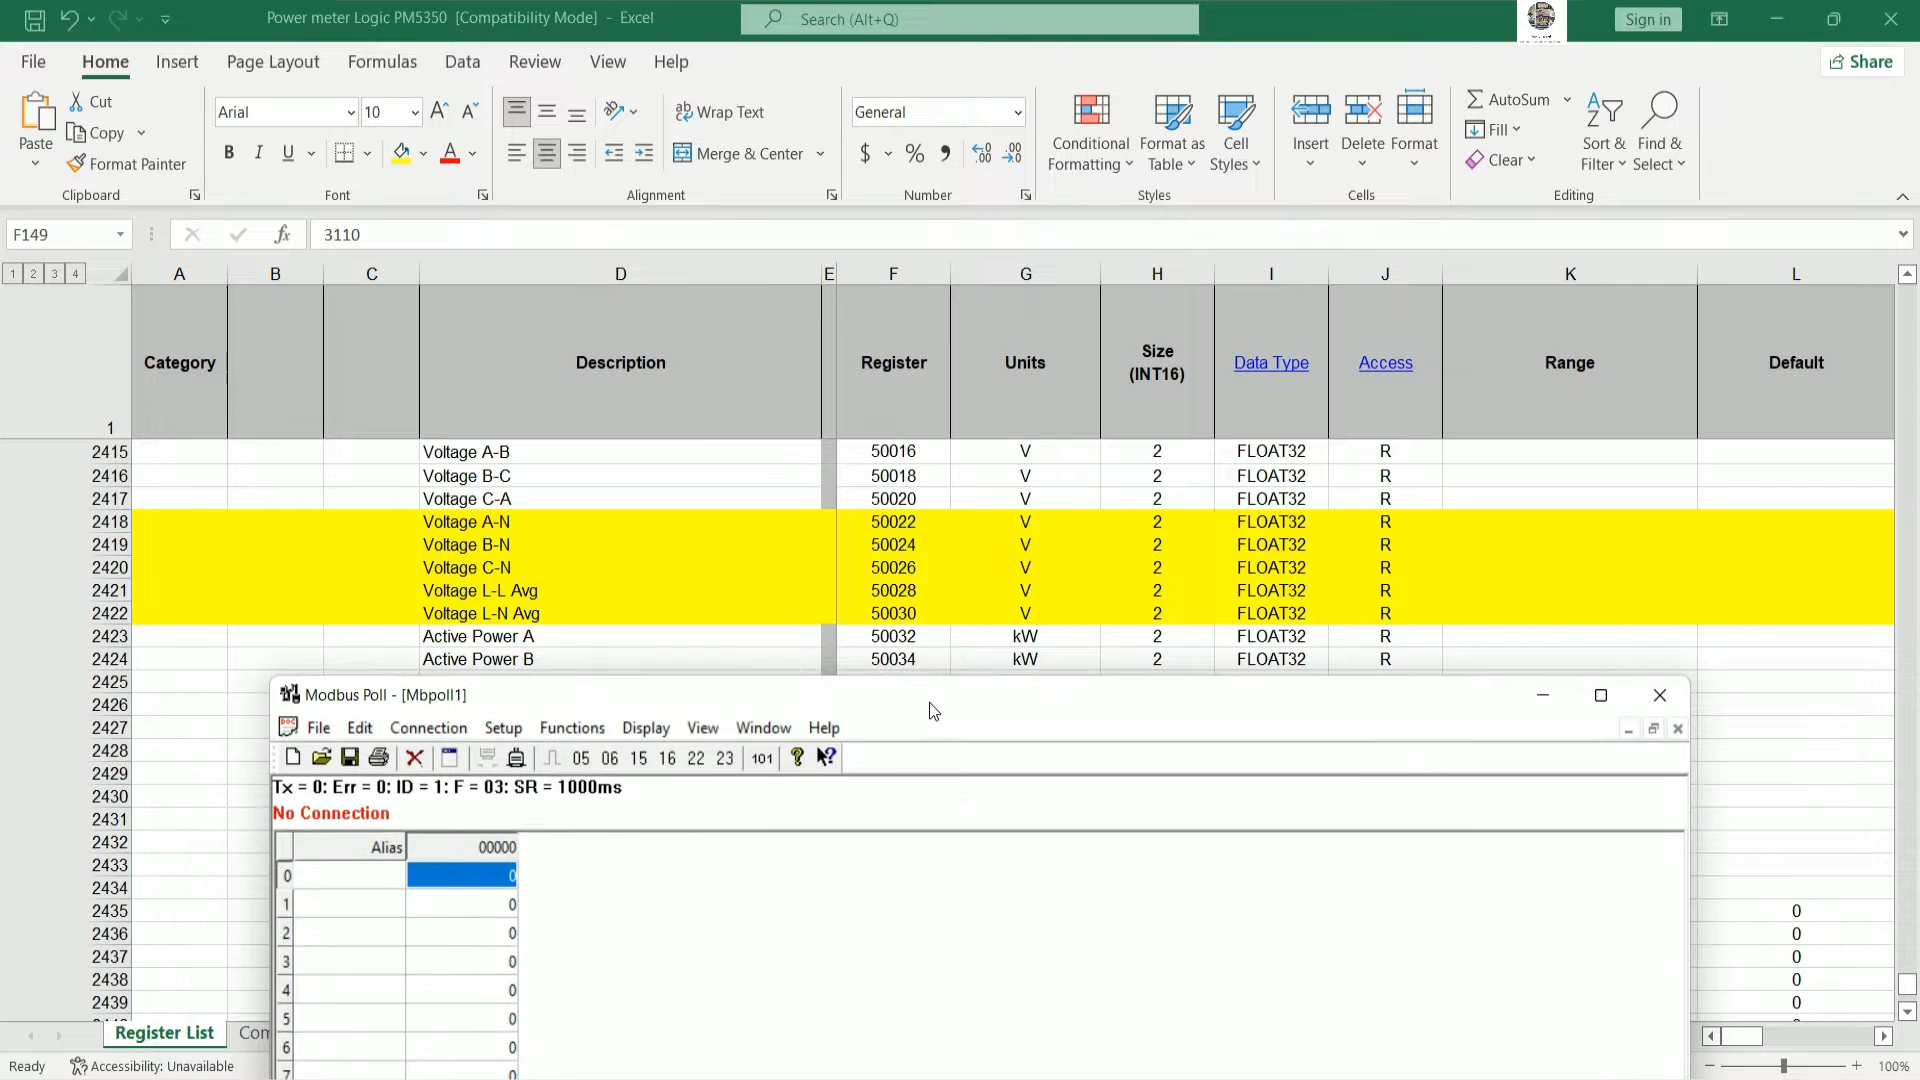 Power meter Logic PM5350 [Compatibility Mode] - Excel
Search (Alt+Q)
Sign in
File Home Insert Page Layout Formulas Data Review View Help
Share
Paste
Cut
Copy
Format Painter
Clipboard
Arial 10
B I U
Font
Wrap Text
Merge & Center
Alignment
General
$ % 9
Number
Conditional Formatting
Format as Table
Cell Styles
Styles
Insert Delete Format
Cells
AutoSum
Fill
Clear
Sort & Filter
Find & Select
Editing
F149 fx 3110
1 2 3 4 A B C D E F G H I J K L
1 Category Description Register Units Size (INT16) Data Type Access Range Default
2415 Voltage A-B 50016 V 2 FLOAT32 R
2416 Voltage B-C 50018 V 2 FLOAT32 R
2417 Voltage C-A 50020 V 2 FLOAT32 R
2418 Voltage A-N 50022 V 2 FLOAT32 R
2419 Voltage B-N 50024 V 2 FLOAT32 R
2420 Voltage C-N 50026 V 2 FLOAT32 R
2421 Voltage L-L Avg 50028 V 2 FLOAT32 R
2422 Voltage L-N Avg 50030 V 2 FLOAT32 R
2423 Active Power A 50032 kW 2 FLOAT32 R
2424 Active Power B 50034 kW 2 FLOAT32 R
2425
2426
2427
2428
2429
2430
2431
2432
2433
2434
2435 0
2436 0
2437 0
2438 0
2439 0
Modbus Poll - [Mbpoll1]
File Edit Connection Setup Functions Display View Window Help
05 06 15 16 22 23 101
Tx = 0: Err = 0: ID = 1: F = 03: SR = 1000ms
No Connection
Alias 00000
0 0
1 0
2 0
3 0
4 0
5 0
6 0
7 0
Register List Con
Ready Accessibility: Unavailable 100%